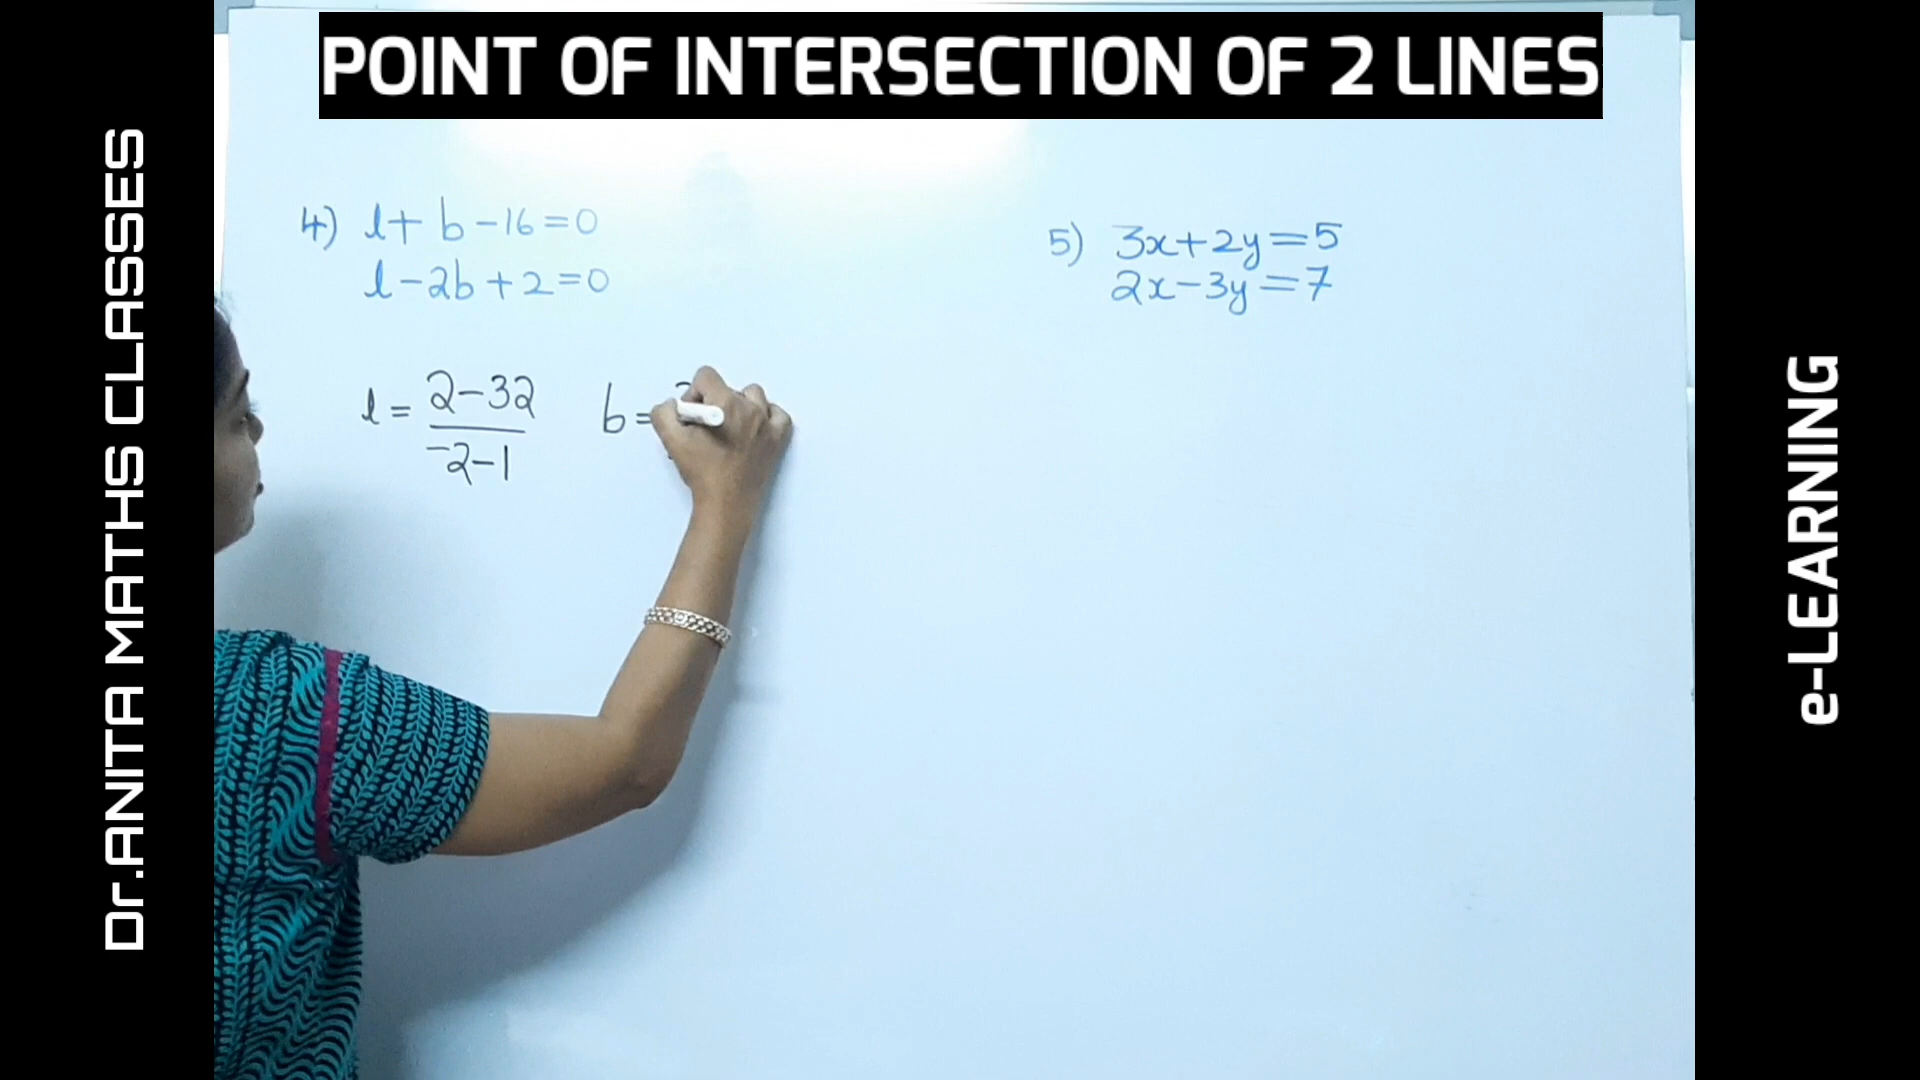 POINT OF INTERSECTION OF 2 LINES
Dr.ANITA MATHS CLASSES
4) l + b - 16 = 0
l - 2b + 2 = 0
l = 2-32 / -2-1
b =
5) 3x + 2y = 5
2x - 3y = 7
e-LEARNING